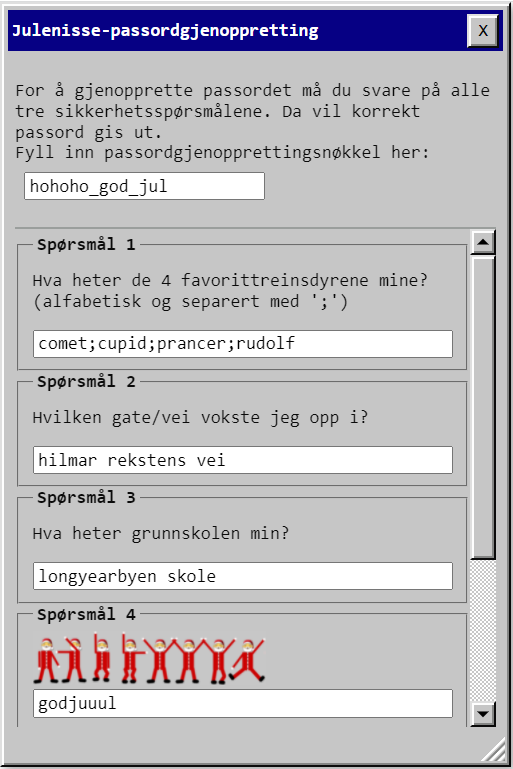 Julenisse-passordgjenoppretting
X
For å gjenopprette passordet må du svare på alle
tre sikkerhetsspørsmålene. Da vil korrekt
passord gis ut.
Fyll inn passordgjenopprettingsnøkkel her:
hohoho_god_jul
Spørsmål 1
Hva heter de 4 favorittreinsdyrene mine?
(alfabetisk og separert med ';')
comet;cupid;prancer;rudolf
Spørsmål 2
Hvilken gate/vei vokste jeg opp i?
hilmar rekstens vei
Spørsmål 3
Hva heter grunnskolen min?
longyearbyen skole
Spørsmål 4
godjuuul